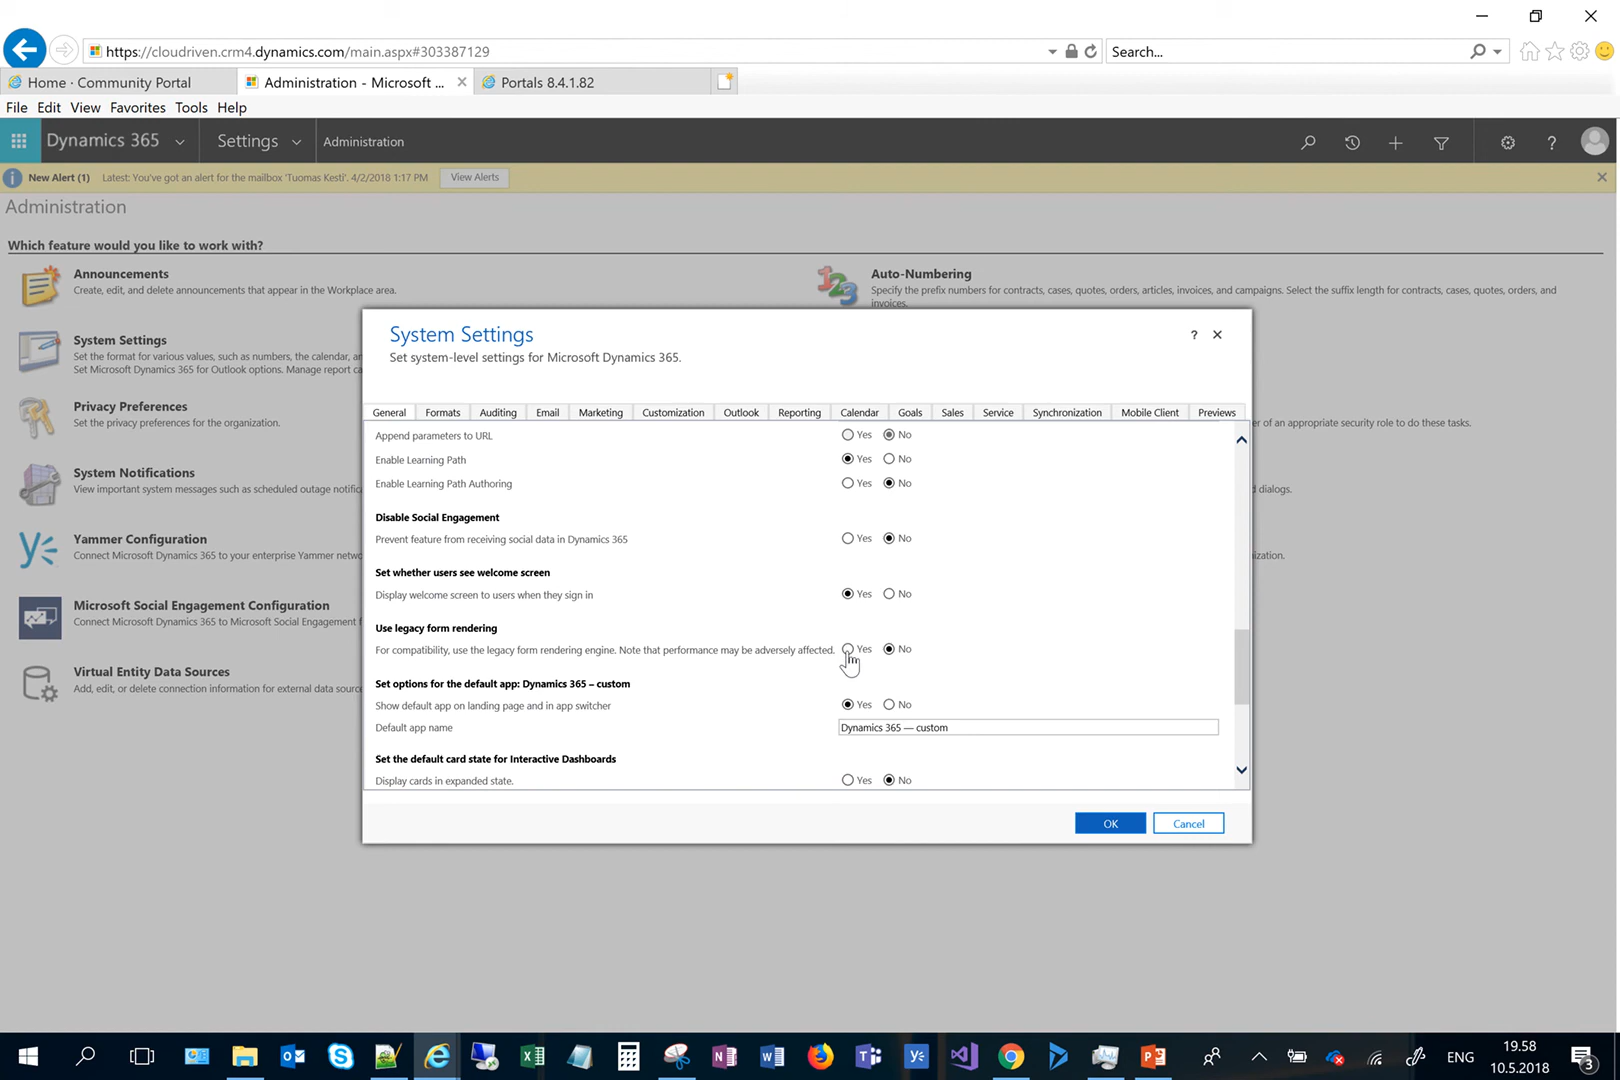 https://cloudriven.crm4.dynamics.com/main.aspx#303387129
Search...
Home · Community Portal
Administration - Microsoft ...
Portals 8.4.1.82
File Edit View Favorites Tools Help
Dynamics 365
Settings
Administration
New Alert (1) Latest: You've got an alert for the mailbox 'Tuomas Kesti'. 4/2/2018 1:17 PM View Alerts
Administration
Which feature would you like to work with?
Announcements
Create, edit, and delete announcements that appear in the Workplace area.
Auto-Numbering
Specify the prefix numbers for contracts, cases, quotes, orders, articles, invoices, and campaigns. Select the suffix length for contracts, cases, quotes, orders, and
invoices.
System Settings
Set the format for various values, such as numbers, the calendar, an
Set Microsoft Dynamics 365 for Outlook options. Manage report ca
Privacy Preferences
Set the privacy preferences for the organization.
er of an appropriate security role to do these tasks.
System Notifications
View important system messages such as scheduled outage notific
dialogs.
Yammer Configuration
Connect Microsoft Dynamics 365 to your enterprise Yammer netwo
nization.
Microsoft Social Engagement Configuration
Connect Microsoft Dynamics 365 to Microsoft Social Engagement f
Virtual Entity Data Sources
Add, edit, or delete connection information for external data sourc
System Settings
Set system-level settings for Microsoft Dynamics 365.
? ×
General Formats Auditing Email Marketing Customization Outlook Reporting Calendar Goals Sales Service Synchronization Mobile Client Previews
Append parameters to URL Yes No
Enable Learning Path Yes No
Enable Learning Path Authoring Yes No
Disable Social Engagement
Prevent feature from receiving social data in Dynamics 365 Yes No
Set whether users see welcome screen
Display welcome screen to users when they sign in Yes No
Use legacy form rendering
For compatibility, use the legacy form rendering engine. Note that performance may be adversely affected. Yes No
Set options for the default app: Dynamics 365 – custom
Show default app on landing page and in app switcher Yes No
Default app name Dynamics 365 — custom
Set the default card state for Interactive Dashboards
Display cards in expanded state. Yes No
OK Cancel
ENG
19.58
10.5.2018
3